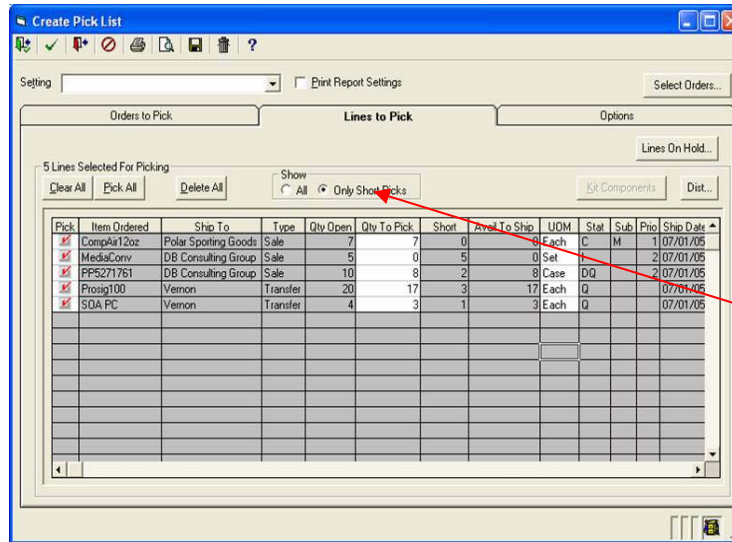 Create Pick List
Setting Print Report Settings Select Orders...
Orders to Pick Lines to Pick Options
Lines On Hold...
5 Lines Selected For Picking
Show
Clear All Pick All Delete All All Only Short Picks Kit Components Dist...
Pick Item Ordered Ship To Type Qty Open Qty To Pick Short Avail To Ship UOM Stat Sub Prio Ship Date
CompAir12oz Polar Sporting Goods Sale 7 7 0 Each C M 1 07/01/05
MediaConv DB Consulting Group Sale 5 0 5 0 Set 2 07/01/05
PP5271761 DB Consulting Group Sale 10 8 2 8 Case DQ 2 07/01/05
Prosig100 Vernon Transfer 20 17 3 17 Each Q 07/01/05
SOA PC Vernon Transfer 4 3 1 3 Each Q 07/01/05